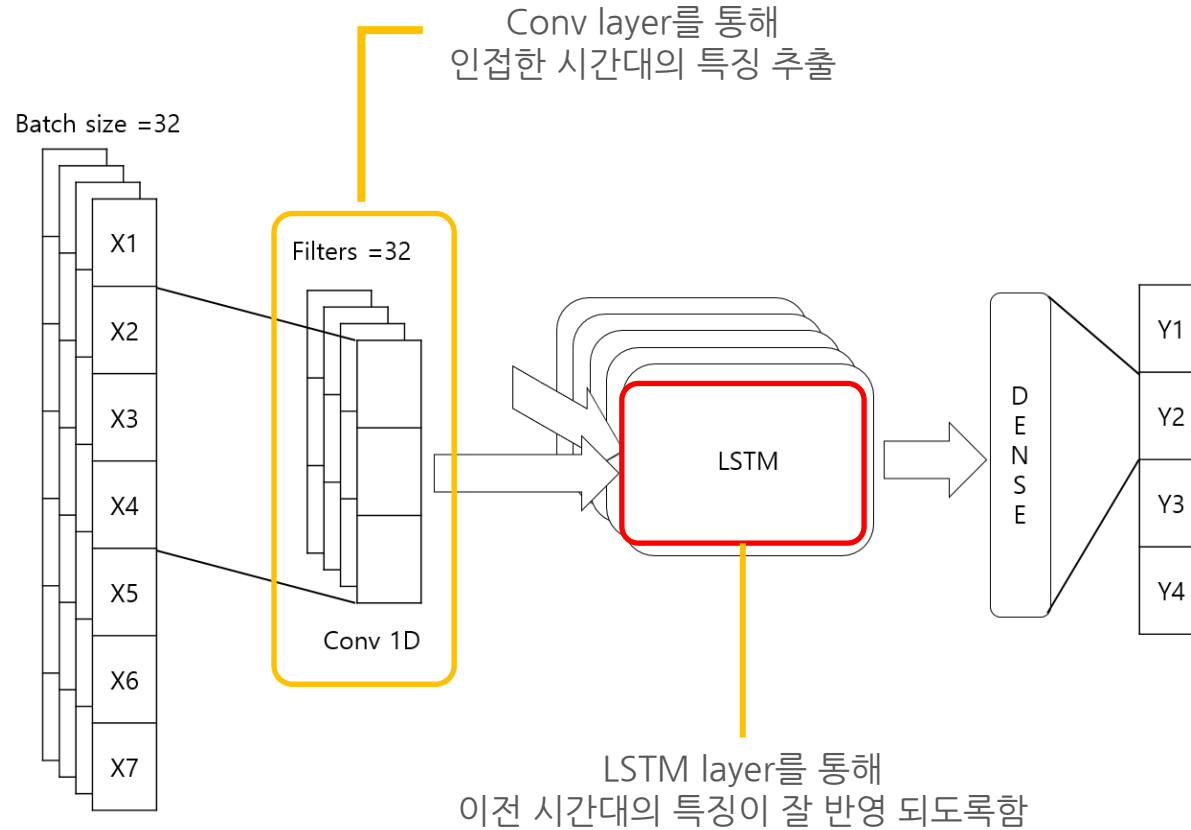 Conv layer를 통해
인접한 시간대의 특징 추출
Batch size =32
X1
X2
X3
X4
X5
X6
X7
Filters =32
Conv 1D
LSTM
D
E
N
S
E
Y1
Y2
Y3
Y4
LSTM layer를 통해
이전 시간대의 특징이 잘 반영 되도록함